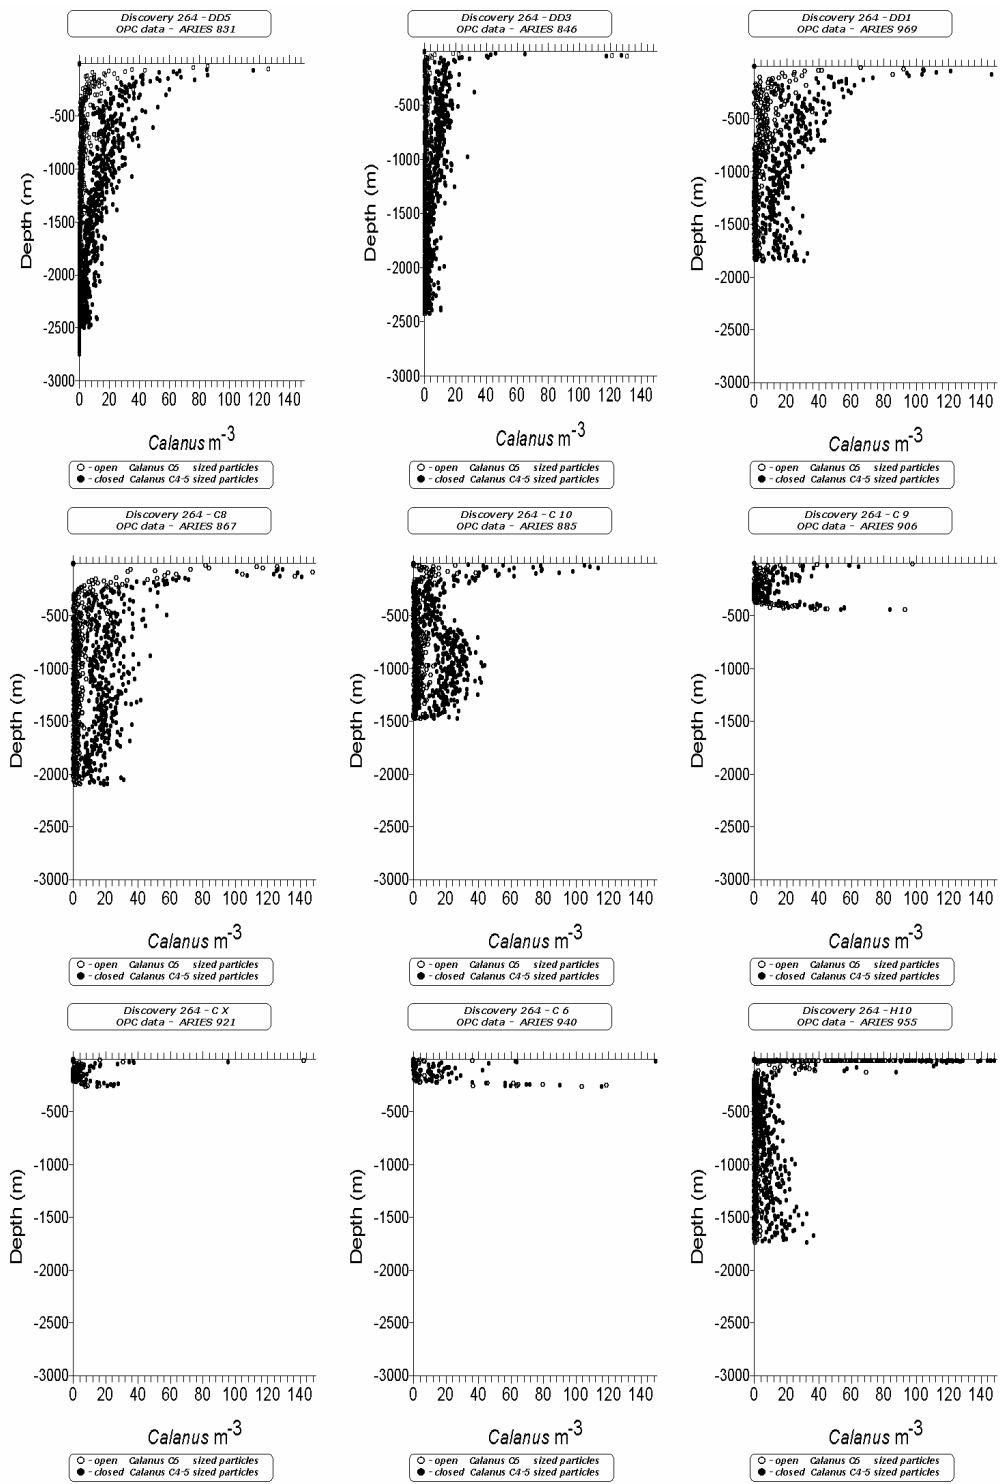 Discovery 264 - DD5
OPC data - ARIES 831
-500
-1000
-1500
-2000
-2500
-3000
Depth (m)
0 20 40 60 80 100 120 140
Calanus m-3
- open Calanus C5 sized particles
- closed Calanus C4-5 sized particles
Discovery 264 - DD3
OPC data - ARIES 846
-500
-1000
-1500
-2000
-2500
-3000
Depth (m)
0 20 40 60 80 100 120 140
Calanus m-3
- open Calanus C5 sized particles
- closed Calanus C4-5 sized particles
Discovery 264 - DD1
OPC data - ARIES 969
-500
-1000
-1500
-2000
-2500
-3000
Depth (m)
0 20 40 60 80 100 120 140
Calanus m-3
- open Calanus C5 sized particles
- closed Calanus C4-5 sized particles
Discovery 264 - C8
OPC data - ARIES 867
-500
-1000
-1500
-2000
-2500
-3000
Depth (m)
0 20 40 60 80 100 120 140
Calanus m-3
- open Calanus C5 sized particles
- closed Calanus C4-5 sized particles
Discovery 264 - C 10
OPC data - ARIES 885
-500
-1000
-1500
-2000
-2500
-3000
Depth (m)
0 20 40 60 80 100 120 140
Calanus m-3
- open Calanus C5 sized particles
- closed Calanus C4-5 sized particles
Discovery 264 - C 9
OPC data - ARIES 906
-500
-1000
-1500
-2000
-2500
-3000
Depth (m)
0 20 40 60 80 100 120 140
Calanus m-3
- open Calanus C5 sized particles
- closed Calanus C4-5 sized particles
Discovery 264 - C X
OPC data - ARIES 921
-500
-1000
-1500
-2000
-2500
-3000
Depth (m)
0 20 40 60 80 100 120 140
Calanus m-3
- open Calanus C5 sized particles
- closed Calanus C4-5 sized particles
Discovery 264 - C 6
OPC data - ARIES 940
-500
-1000
-1500
-2000
-2500
-3000
Depth (m)
0 20 40 60 80 100 120 140
Calanus m-3
- open Calanus C5 sized particles
- closed Calanus C4-5 sized particles
Discovery 264 - H10
OPC data - ARIES 955
-500
-1000
-1500
-2000
-2500
-3000
Depth (m)
0 20 40 60 80 100 120 140
Calanus m-3
- open Calanus C5 sized particles
- closed Calanus C4-5 sized particles